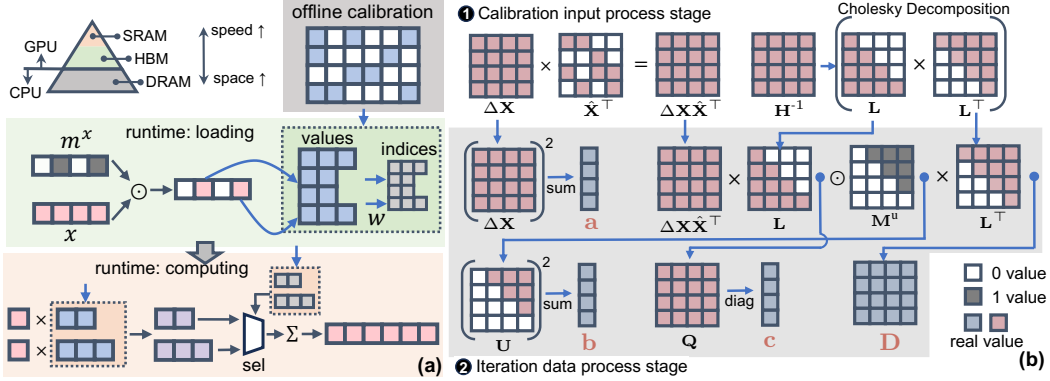 offline calibration
SRAM
HBM
DRAM
GPU
CPU
speed ↑
space ↑
runtime: loading
m^x
⊙
x
values
indices
w
runtime: computing
×
×
sel
Σ
(a)
❶ Calibration input process stage
Cholesky Decomposition
× = ×
ΔX X̂^⊤ ΔXX̂^⊤ H^-1 L L^⊤
2
sum
× ⊙ ×
ΔX a ΔXX̂^⊤ L M^u L^⊤
2
sum
diag
U b Q c D
0 value
1 value
real value
(b)
❷ Iteration data process stage